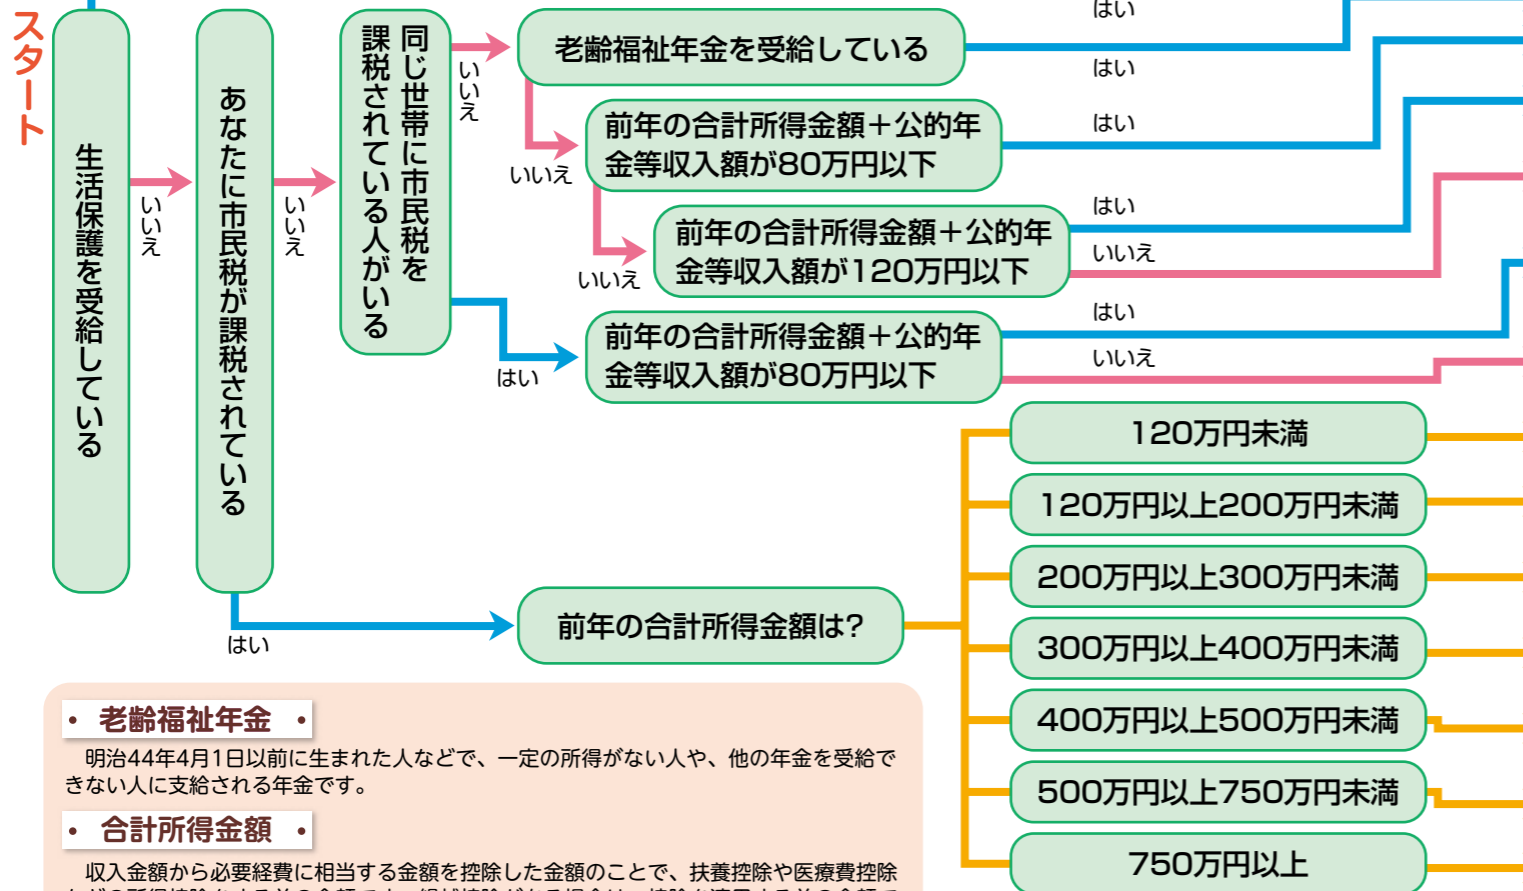 スタート
生活保護を受給している
いいえ
あなたに市民税が課税されている
いいえ
はい
同じ世帯に市民税を
課税されている人がいる
いいえ
はい
老齢福祉年金を受給している
はい
いいえ
前年の合計所得金額＋公的年
金等収入額が80万円以下
はい
はい
いいえ
前年の合計所得金額＋公的年
金等収入額が120万円以下
はい
いいえ
前年の合計所得金額＋公的年
金等収入額が80万円以下
はい
いいえ
前年の合計所得金額は?
120万円未満
120万円以上200万円未満
200万円以上300万円未満
300万円以上400万円未満
400万円以上500万円未満
500万円以上750万円未満
750万円以上
・ 老齢福祉年金 ・
明治44年4月1日以前に生まれた人などで、一定の所得がない人や、他の年金を受給で
きない人に支給される年金です。
・ 合計所得金額 ・
収入金額から必要経費に相当する金額を控除した金額のことで、扶養控除や医療費控除